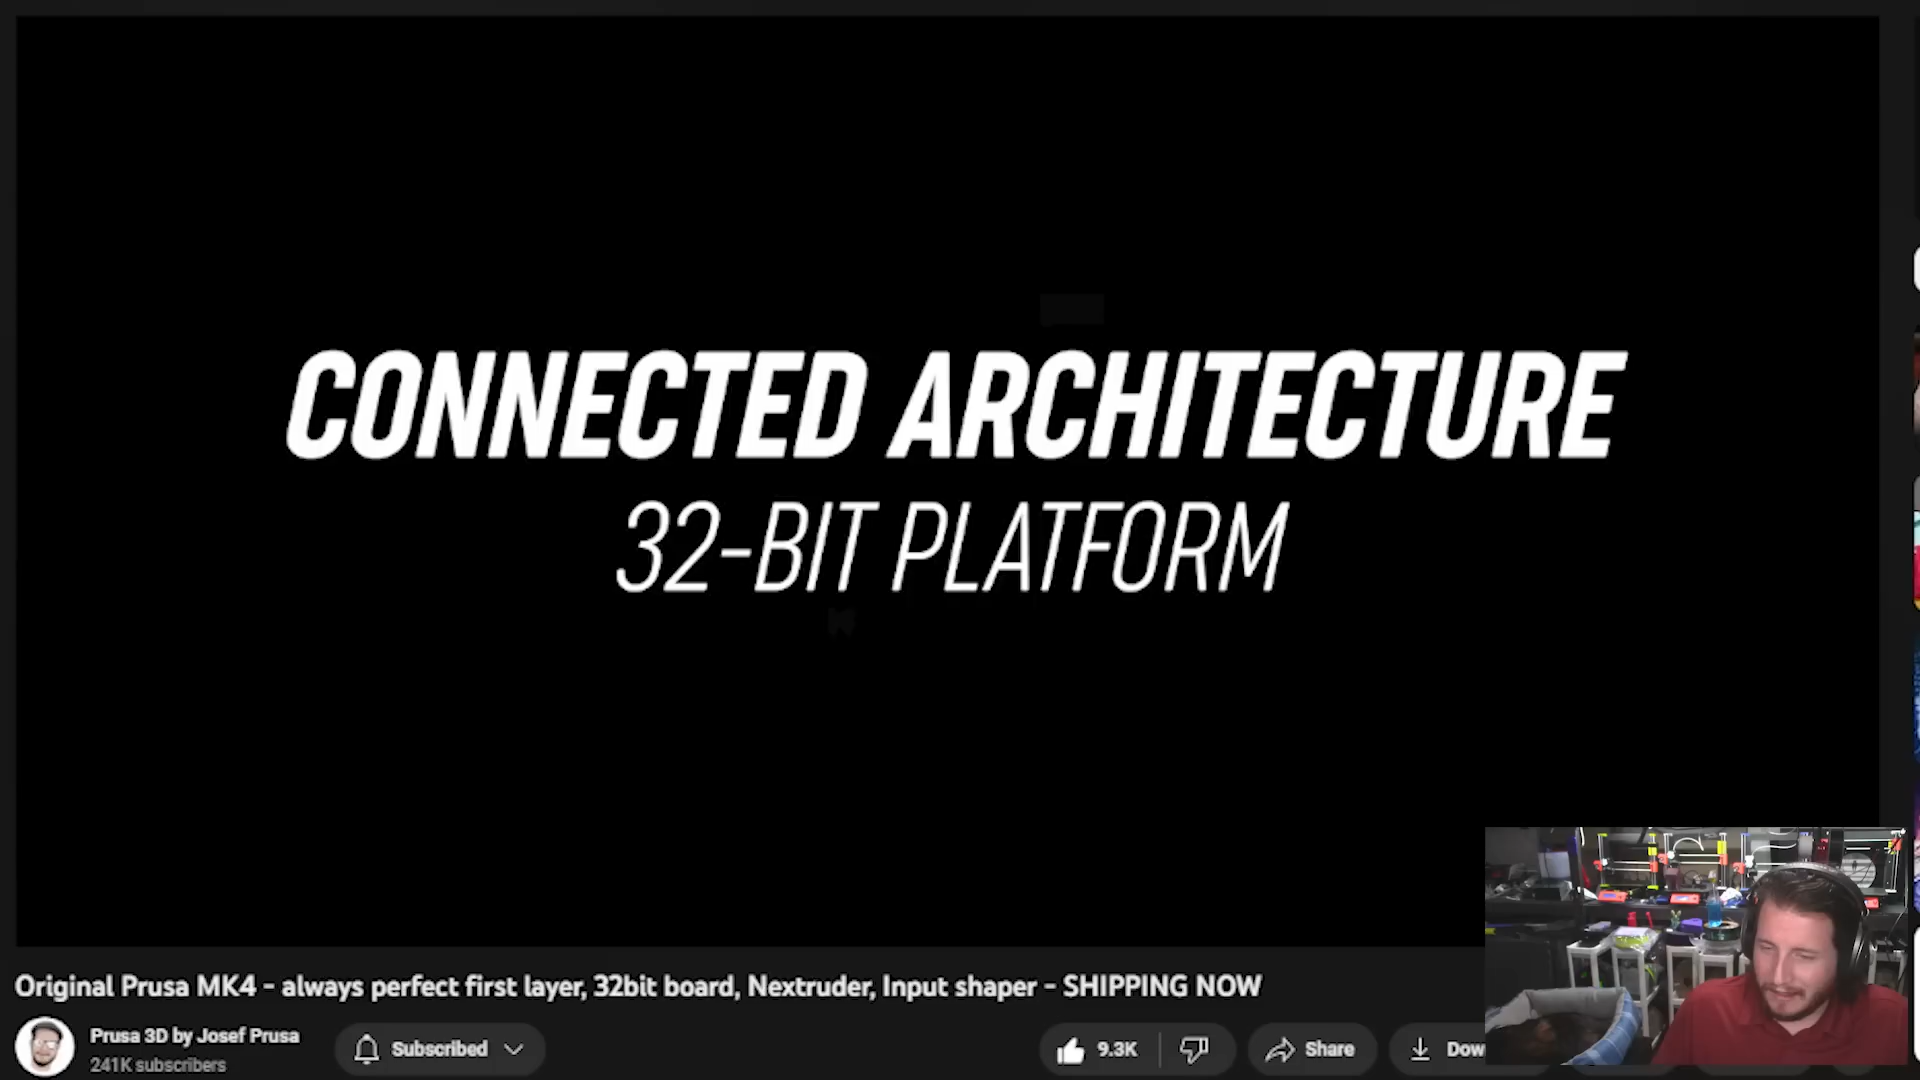 CONNECTED ARCHITECTURE
32-BIT PLATFORM
Original Prusa MK4 - always perfect first layer, 32bit board, Nextruder, Input shaper - SHIPPING NOW
Prusa 3D by Josef Prusa
241K subscribers
Subscribed
9.3K
Share
Dow